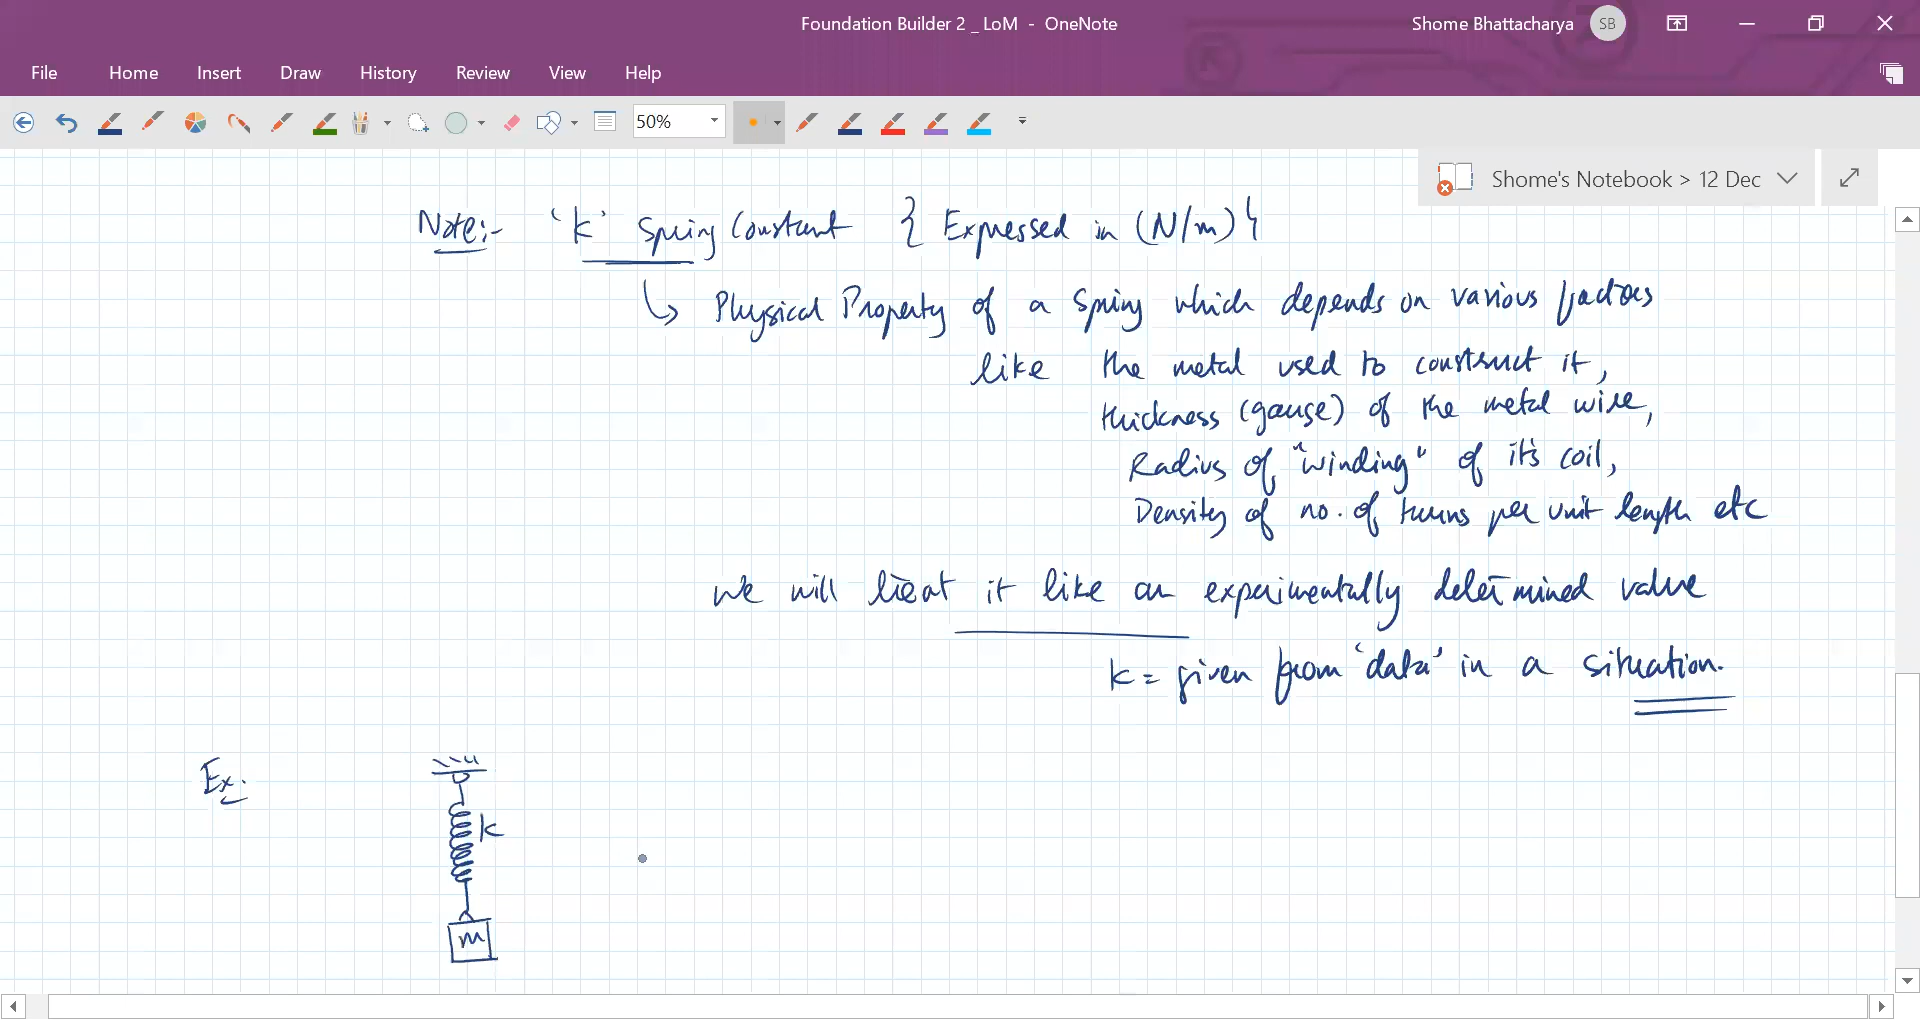 Foundation Builder 2 _ LoM - OneNote
Shome Bhattacharya
SB
File Home Insert Draw History Review View Help
50%
Shome's Notebook > 12 Dec
Note:- 'k' Spring Constant { Expressed in (N/m) }
↳ Physical Property of a Spring which depends on various factors
like the metal used to construct it,
thickness (gause) of the metal wire,
Radius of "winding" of it's coil,
Density of no. of turns per unit length etc
We will treat it like an experimentally determined value
k = given from 'data' in a situation.
Ex.
k
m